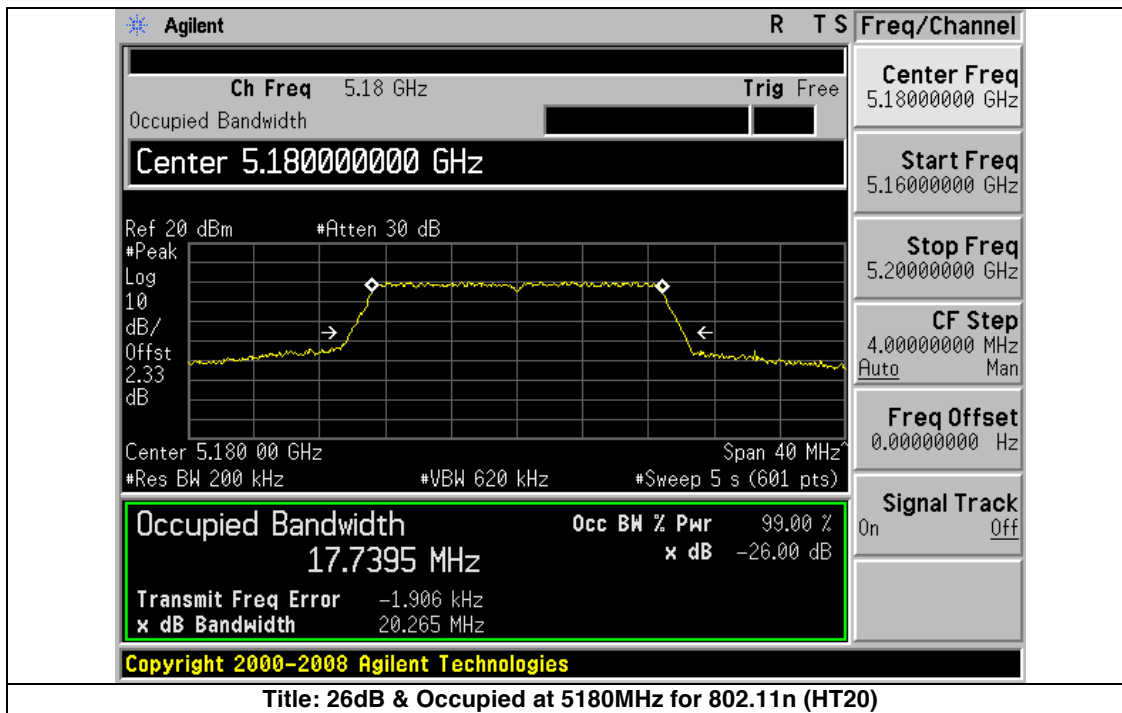 Agilent R T S Freq/Channel
Ch Freq 5.18 GHz Trig Free
Occupied Bandwidth
Center 5.180000000 GHz
Ref 20 dBm #Atten 30 dB
#Peak
Log
10
dB/
Offst
2.33
dB
Center 5.180 00 GHz Span 40 MHz^
#Res BW 200 kHz #VBW 620 kHz #Sweep 5 s (601 pts)
Occupied Bandwidth Occ BW % Pwr 99.00 %
17.7395 MHz x dB -26.00 dB
Transmit Freq Error -1.906 kHz
x dB Bandwidth 20.265 MHz
Copyright 2000-2008 Agilent Technologies
Center Freq
5.18000000 GHz
Start Freq
5.16000000 GHz
Stop Freq
5.20000000 GHz
CF Step
4.00000000 MHz
Auto Man
Freq Offset
0.00000000 Hz
Signal Track
On Off
Title: 26dB & Occupied at 5180MHz for 802.11n (HT20)